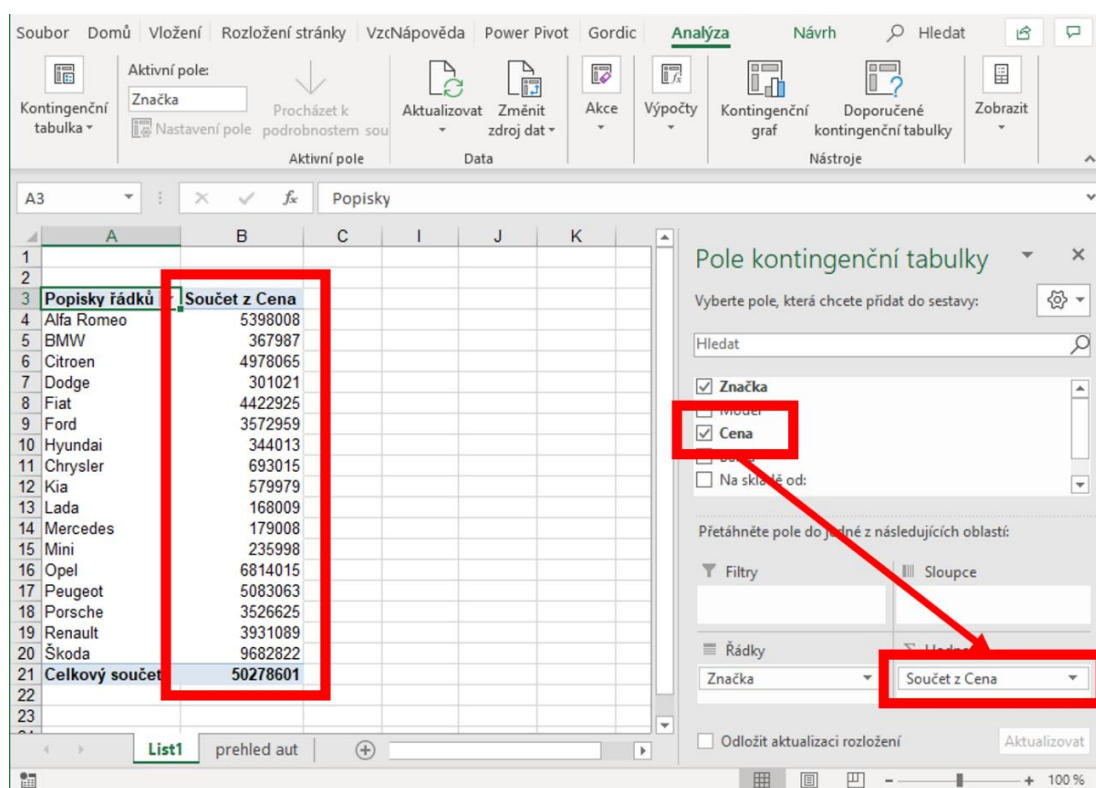 Soubor Domů Vložení Rozložení stránky VzcNápověda Power Pivot Gordic Analýza Návrh Hledat
Aktivní pole:
Značka
Nastavení pole
Kontingenční
tabulka
Procházet k
podrobnostem sou
Aktivní pole
Aktualizovat
Změnit
zdroj dat
Data
Akce
Výpočty
Kontingenční
graf
Doporučené
kontingenční tabulky
Nástroje
Zobrazit
A3 fx Popisky
A B C I J K
1
2
3 Popisky řádků Součet z Cena
4 Alfa Romeo 5398008
5 BMW 367987
6 Citroen 4978065
7 Dodge 301021
8 Fiat 4422925
9 Ford 3572959
10 Hyundai 344013
11 Chrysler 693015
12 Kia 579979
13 Lada 168009
14 Mercedes 179008
15 Mini 235998
16 Opel 6814015
17 Peugeot 5083063
18 Porsche 3526625
19 Renault 3931089
20 Škoda 9682822
21 Celkový součet 50278601
22
23
List1 prehled aut
Pole kontingenční tabulky
Vyberte pole, která chcete přidat do sestavy:
Hledat
Značka
Model
Cena
Na skladě od:
Přetáhněte pole do jedné z následujících oblastí:
Filtry
Sloupce
Řádky
Značka
Součet z Cena
Odložit aktualizaci rozložení
Aktualizovat
100 %